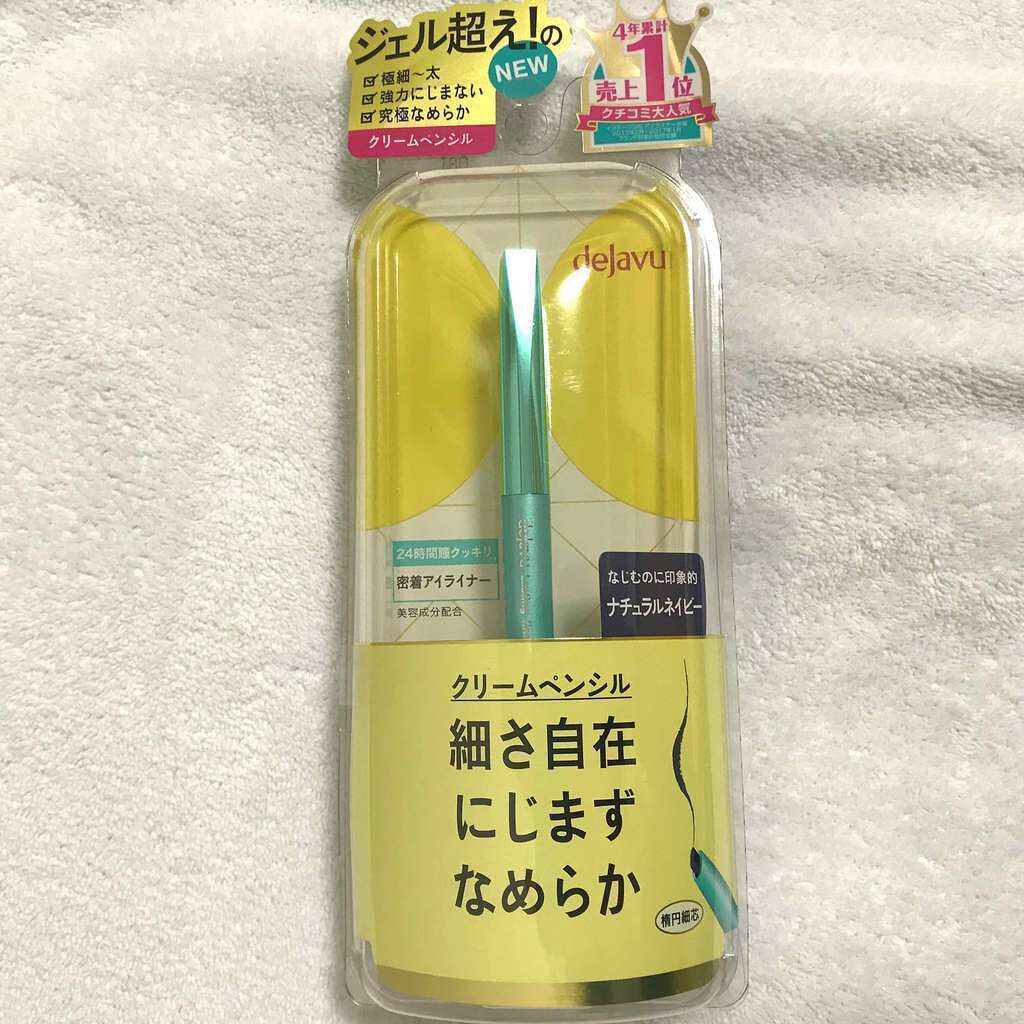 ジェル超え!の
極細~太
強力にじまない
究極なめらか
クリームペンシル
NEW
4年累計
売上1位
クチコミ大人気
dejavu
24時間瞳クッキリ
密着アイライナー
美容成分配合
なじむのに印象的
ナチュラルネイビー
クリームペンシル
細さ自在
にじまず
なめらか
楕円細芯